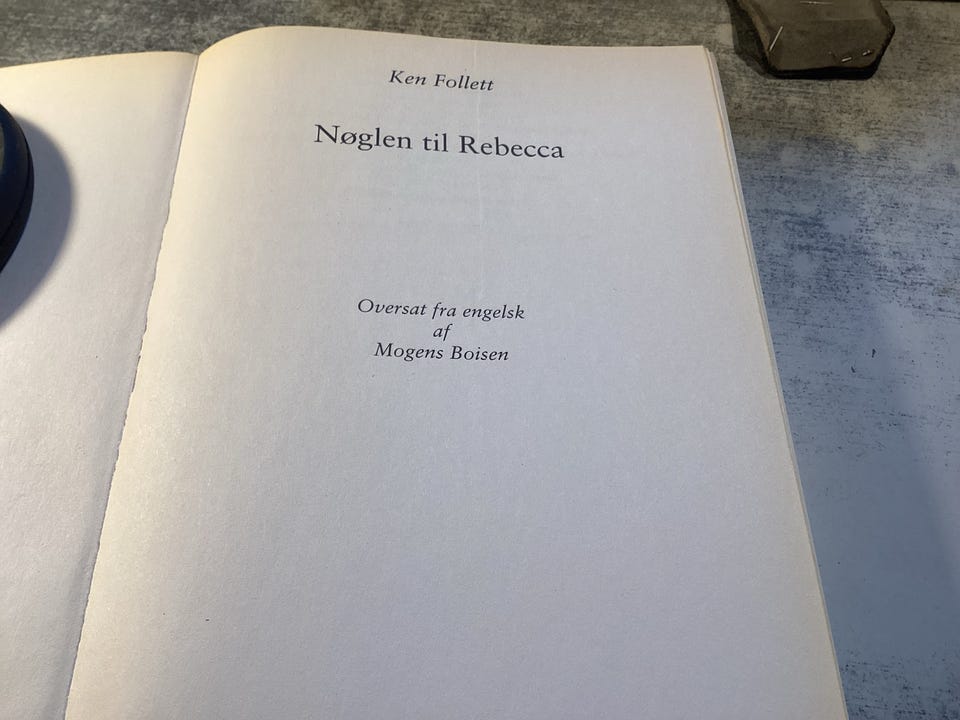 Ken Follett
Nøglen til Rebecca
Oversat fra engelsk
af
Mogens Boisen